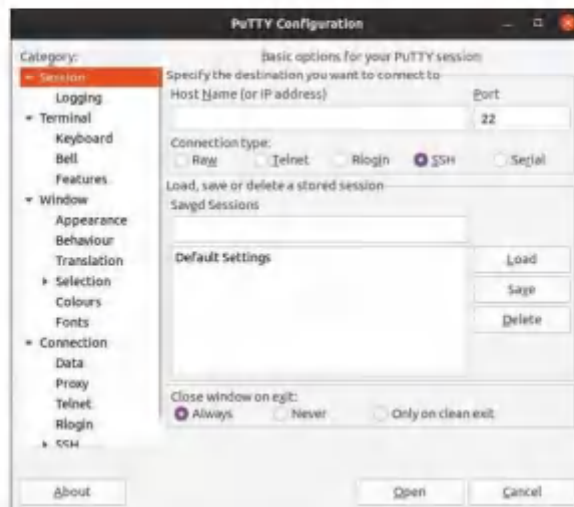 PuTTY Configuration
Category:
Session
Logging
Terminal
Keyboard
Bell
Features
Window
Appearance
Behaviour
Translation
Selection
Colours
Fonts
Connection
Data
Proxy
Telnet
Rlogin
SSH
Basic options for your PuTTY session
Specify the destination you want to connect to
Host Name (or IP address) Port
22
Connection type:
Raw Telnet Rlogin SSH Serial
Load, save or delete a stored session
Saved Sessions
Default Settings
Load
Save
Delete
Close window on exit:
Always Never Only on clean exit
About Open Cancel